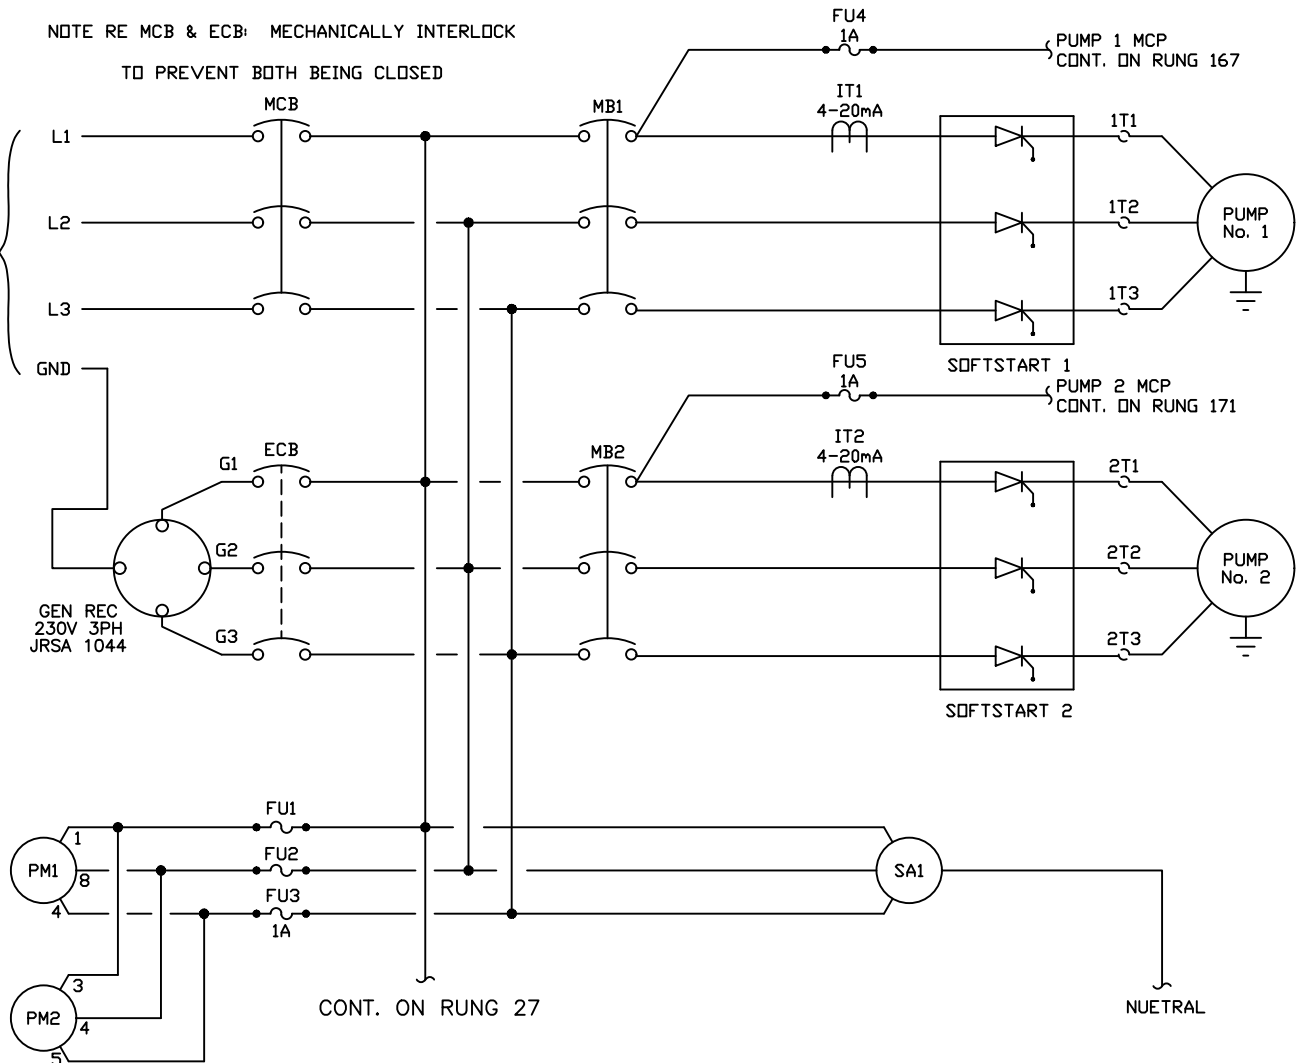 NOTE RE MCB & ECB: MECHANICALLY INTERLOCK
TO PREVENT BOTH BEING CLOSED
FU4
1A
PUMP 1 MCP
CONT. ON RUNG 167
MCB
MB1
IT1
4-20mA
L1
1T1
L2
1T2
PUMP
No. 1
L3
1T3
SOFTSTART 1
GND
FU5
1A
PUMP 2 MCP
CONT. ON RUNG 171
ECB
MB2
IT2
4-20mA
G1
2T1
G2
2T2
PUMP
No. 2
GEN REC
230V 3PH
JRSA 1044
G3
2T3
SOFTSTART 2
FU1
1
PM1
8
FU2
SA1
4
FU3
1A
3
PM2
4
5
CONT. ON RUNG 27
NUETRAL